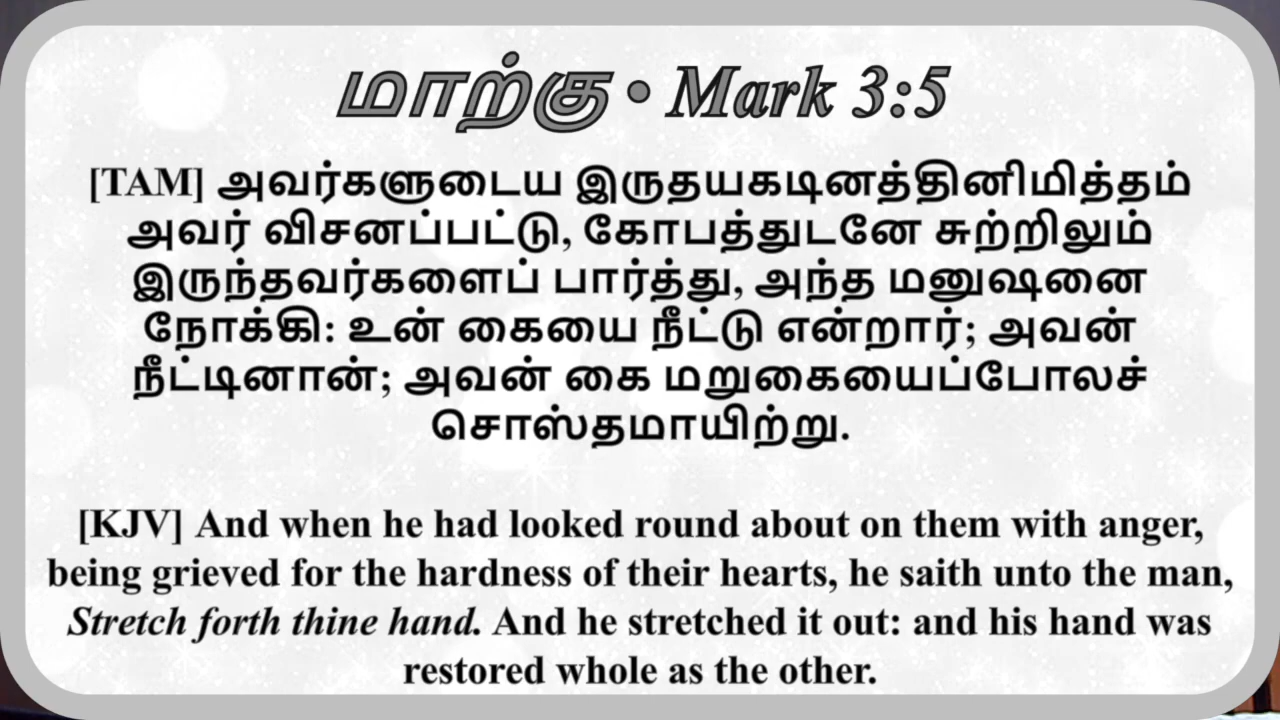 மாற்கு • Mark 3:5
[TAM] அவர்களுடைய இருதயகடினத்தினிமித்தம்
அவர் விசனப்பட்டு, கோபத்துடனே சுற்றிலும்
இருந்தவர்களைப் பார்த்து, அந்த மனுஷனை
நோக்கி: உன் கையை நீட்டு என்றார்; அவன்
நீட்டினான்; அவன் கை மறுகையைப்போலச்
சொஸ்தமாயிற்று.
[KJV] And when he had looked round about on them with anger,
being grieved for the hardness of their hearts, he saith unto the man,
Stretch forth thine hand. And he stretched it out: and his hand was
restored whole as the other.